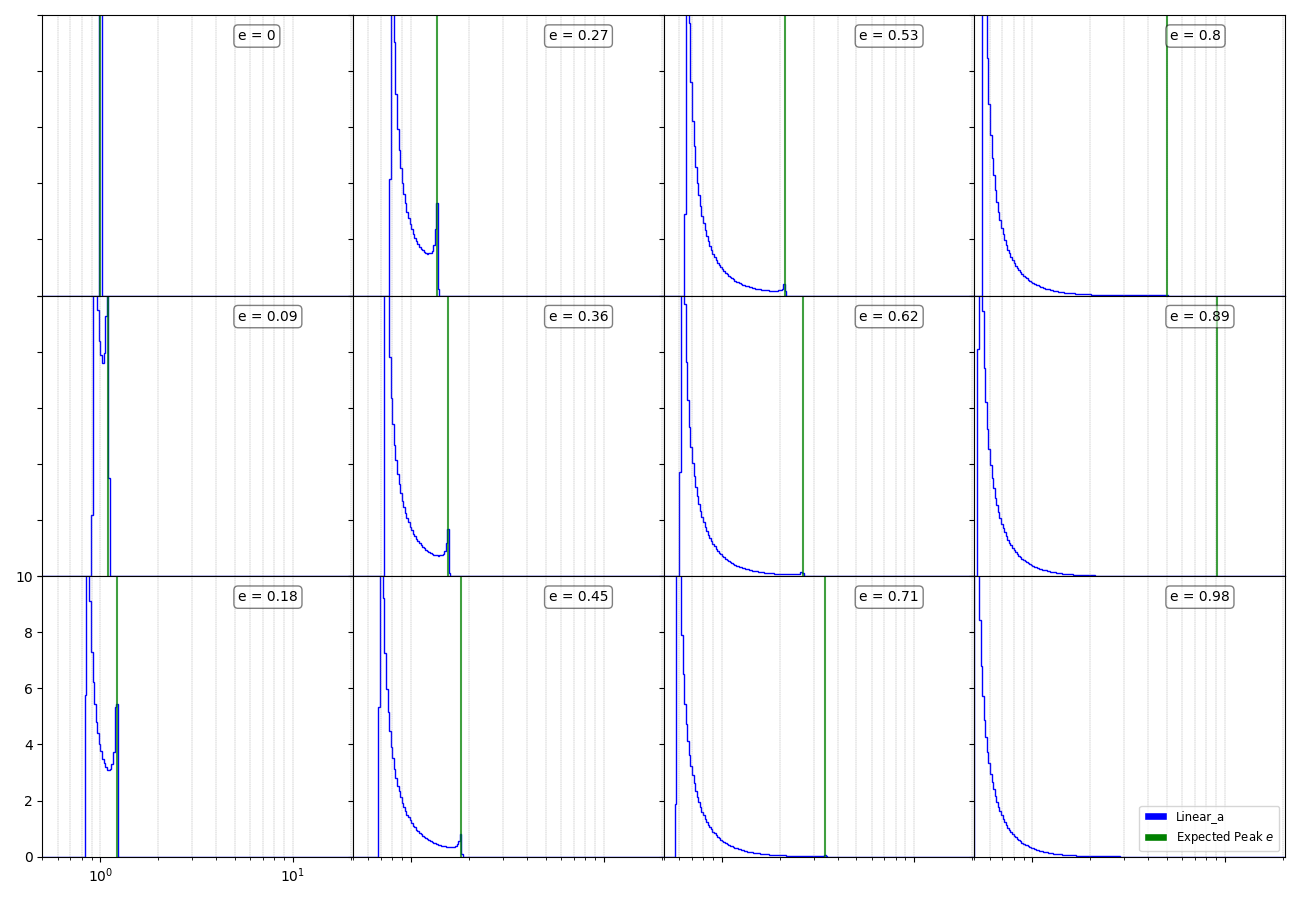 e = 0
e = 0.27
e = 0.53
e = 0.8
e = 0.09
e = 0.36
e = 0.62
e = 0.89
10
8
6
4
2
0
e = 0.18
e = 0.45
e = 0.71
e = 0.98
Linear_a
Expected Peak e
10⁰
10¹